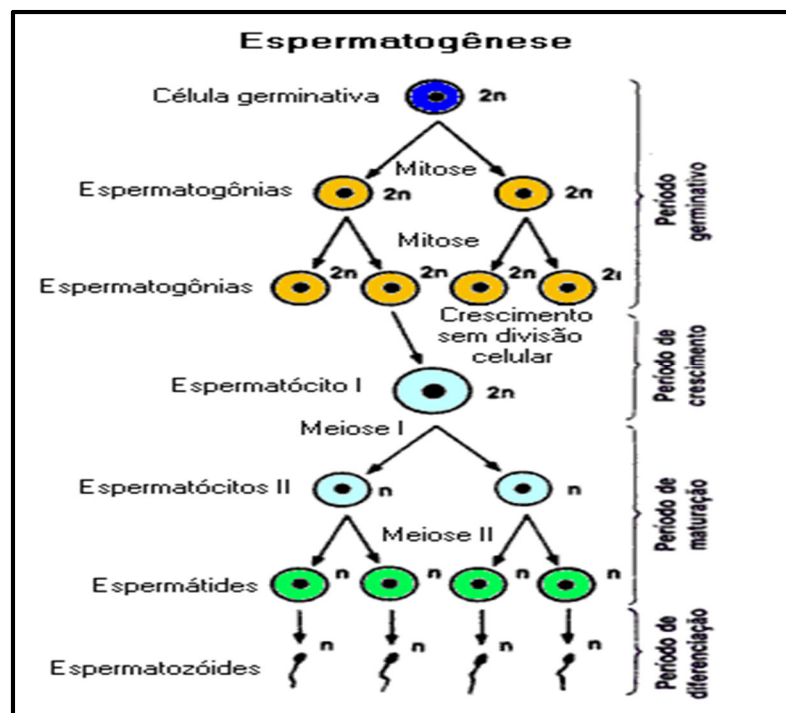 Espermatogênese
Célula germinativa
2n
Mitose
Espermatogônias
2n
2n
Mitose
Espermatogônias
2n
2n
2n
2ı
Crescimento
sem divisão
celular
Espermatócito I
2n
Meiose I
Espermatócitos II
n
n
Meiose II
Espermátides
n
n
n
n
Espermatozóides
n
n
n
n
Período
germinativo
Período de
crescimento
Período de
maturação
Período de
diferenciação